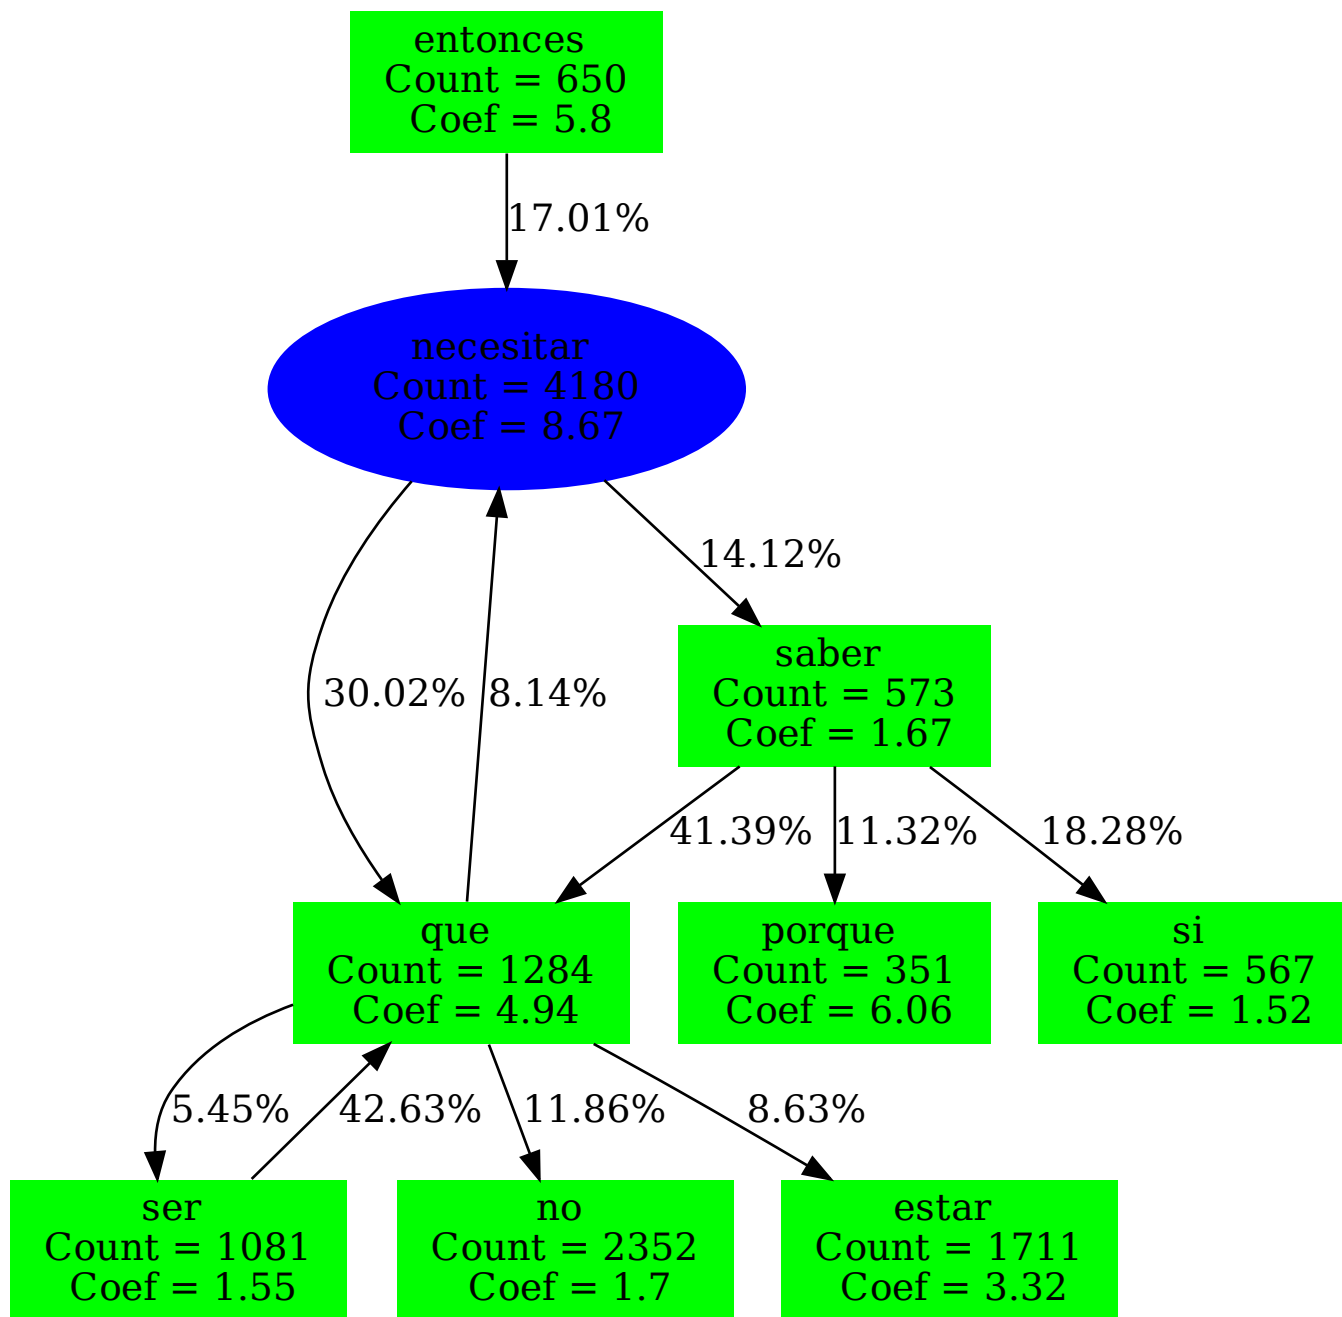 entonces
Count = 650
Coef = 5.8
17.01%
necesitar
Count = 4180
Coef = 8.67
14.12%
saber
Count = 573
Coef = 1.67
30.02%
8.14%
41.39%
11.32%
18.28%
que
Count = 1284
Coef = 4.94
porque
Count = 351
Coef = 6.06
si
Count = 567
Coef = 1.52
5.45%
42.63%
11.86%
8.63%
ser
Count = 1081
Coef = 1.55
no
Count = 2352
Coef = 1.7
estar
Count = 1711
Coef = 3.32